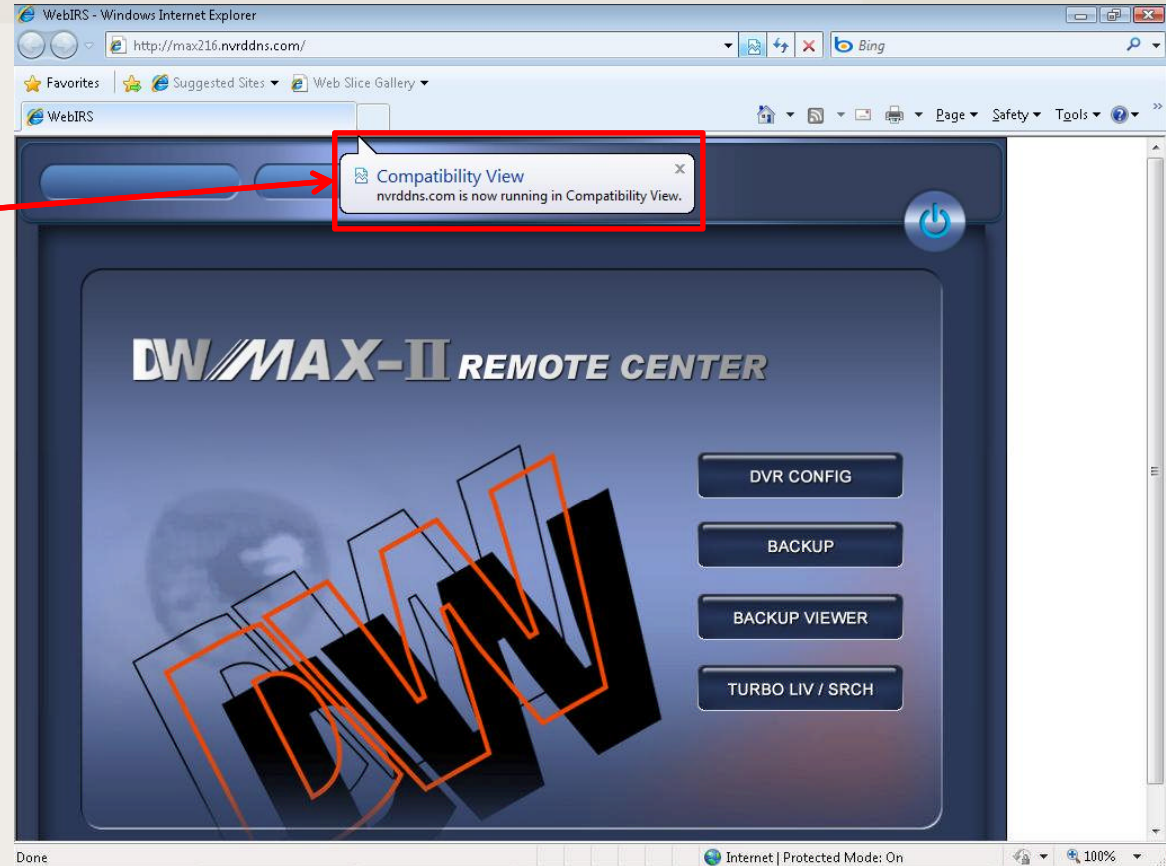 WebIRS - Windows Internet Explorer
http://max216.nvrddns.com/
Bing
Favorites Suggested Sites Web Slice Gallery
WebIRS
Page Safety Tools
Compatibility View
nvrddns.com is now running in Compatibility View.
DW/MAX-II REMOTE CENTER
DVR CONFIG
BACKUP
BACKUP VIEWER
TURBO LIV / SRCH
DW
Done
Internet | Protected Mode: On
100%